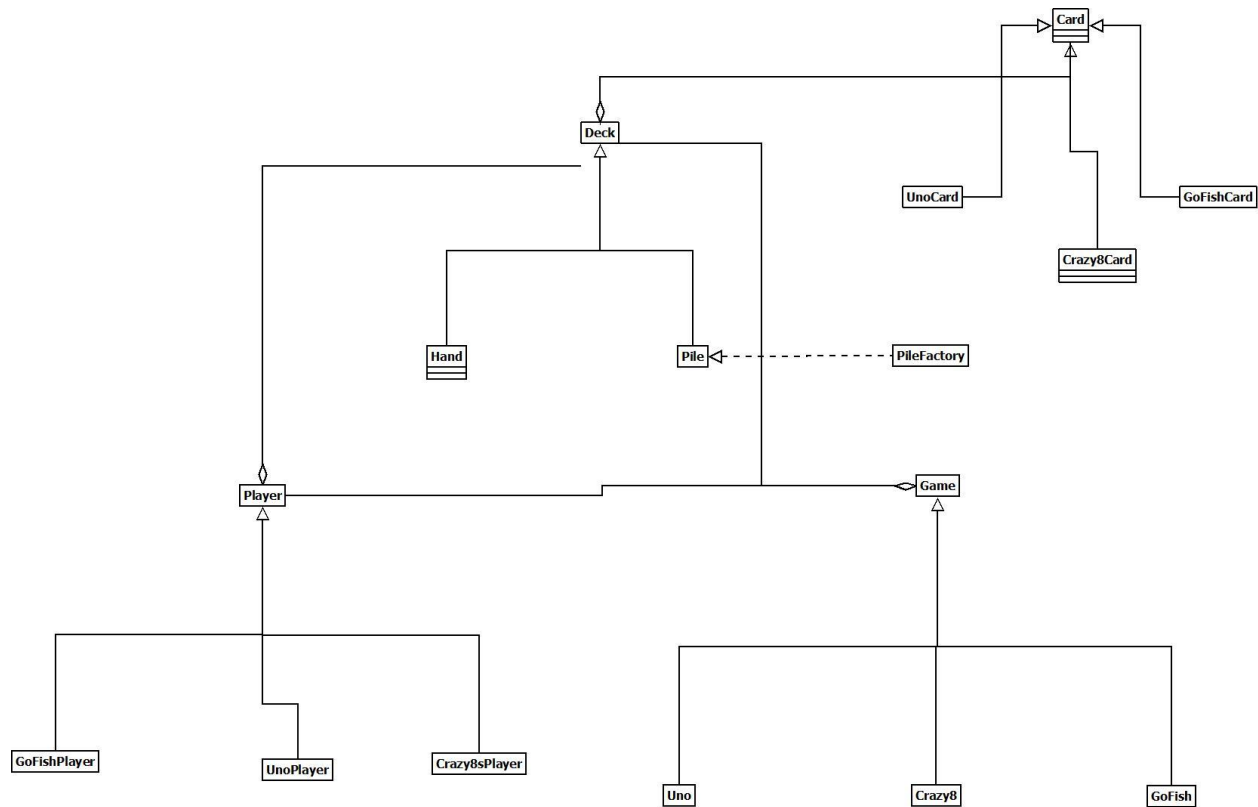 Card
Deck
UnoCard
GoFishCard
Crazy8Card
Hand
Pile
PileFactory
Player
Game
GoFishPlayer
UnoPlayer
Crazy8sPlayer
Uno
Crazy8
GoFish